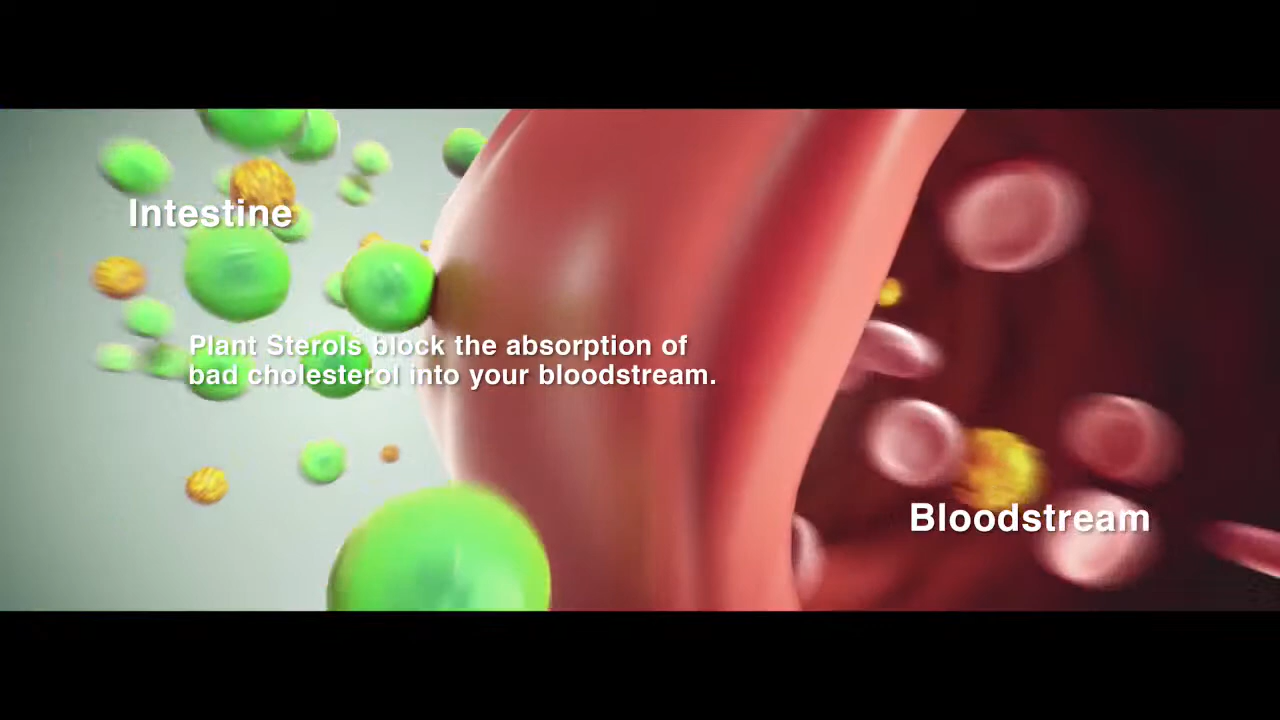 Intestine
Plant Sterols block the absorption of
bad cholesterol into your bloodstream.
Bloodstream